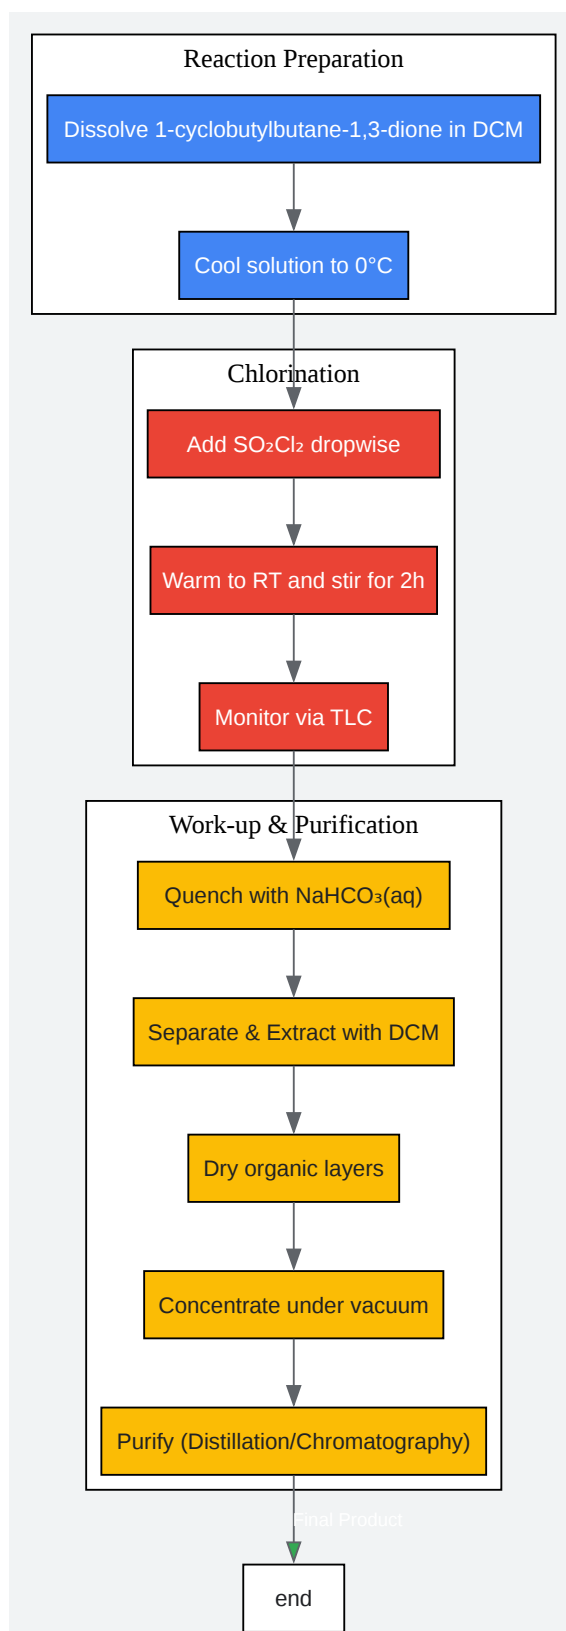 Reaction Preparation
Dissolve 1-cyclobutylbutane-1,3-dione in DCM
Cool solution to 0°C
Chlorination
Add SO₂Cl₂ dropwise
Warm to RT and stir for 2h
Monitor via TLC
Work-up & Purification
Quench with NaHCO₃(aq)
Separate & Extract with DCM
Dry organic layers
Concentrate under vacuum
Purify (Distillation/Chromatography)
Final Product
end